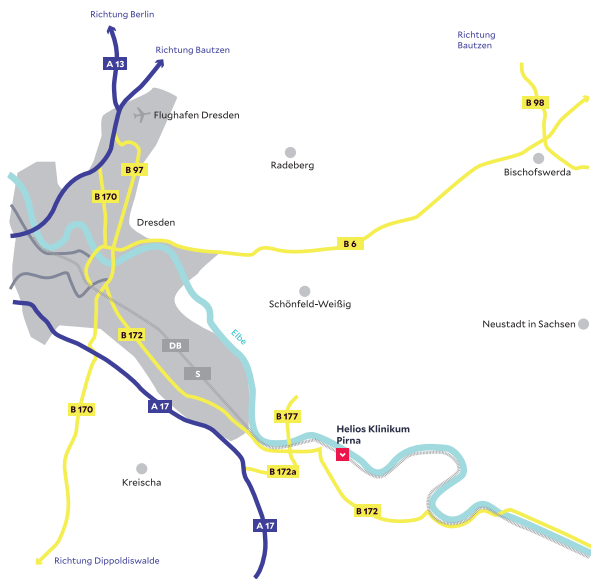 Richtung Berlin
Richtung
Bautzen
Richtung Bautzen
A 13
B 98
Flughafen Dresden
Radeberg
B 97
Bischofswerda
B 170
Dresden
B 6
Schönfeld-Weißig
Neustadt in Sachsen
B 172
Elbe
DB
S
A 17
B 170
B 177
Helios Klinikum
Pirna
Kreischa
B 172a
B 172
A 17
Richtung Dippoldiswalde